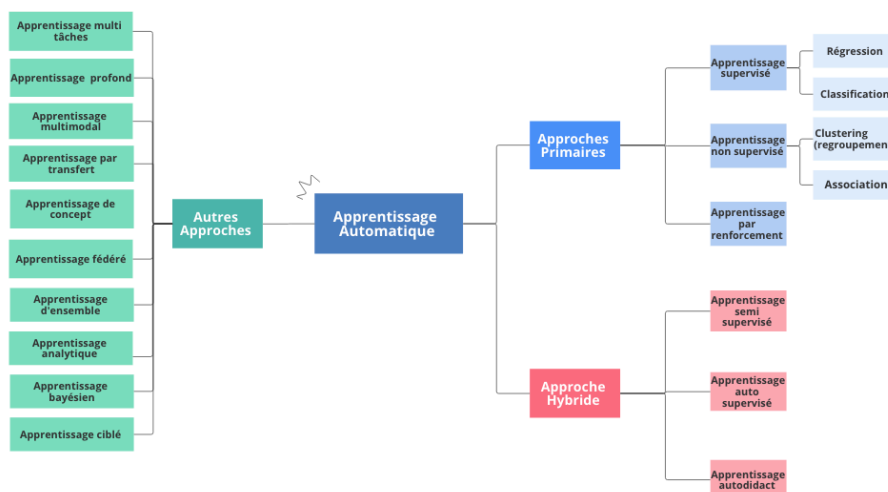 Apprentissage multi
tâches
Apprentissage profond
Apprentissage
multimodal
Apprentissage par
transfert
Apprentissage de
concept
Apprentissage fédéré
Apprentissage
d'ensemble
Apprentissage
analytique
Apprentissage
bayésien
Apprentissage ciblé
Autres
Approches
Apprentissage
Automatique
Approches
Primaires
Apprentissage
supervisé
Régression
Classification
Apprentissage
non supervisé
Clustering
(regroupemen
Association
Apprentissage
par
renforcement
Approche
Hybride
Apprentissage
semi
supervisé
Apprentissage
auto
supervisé
Apprentissage
autodidact